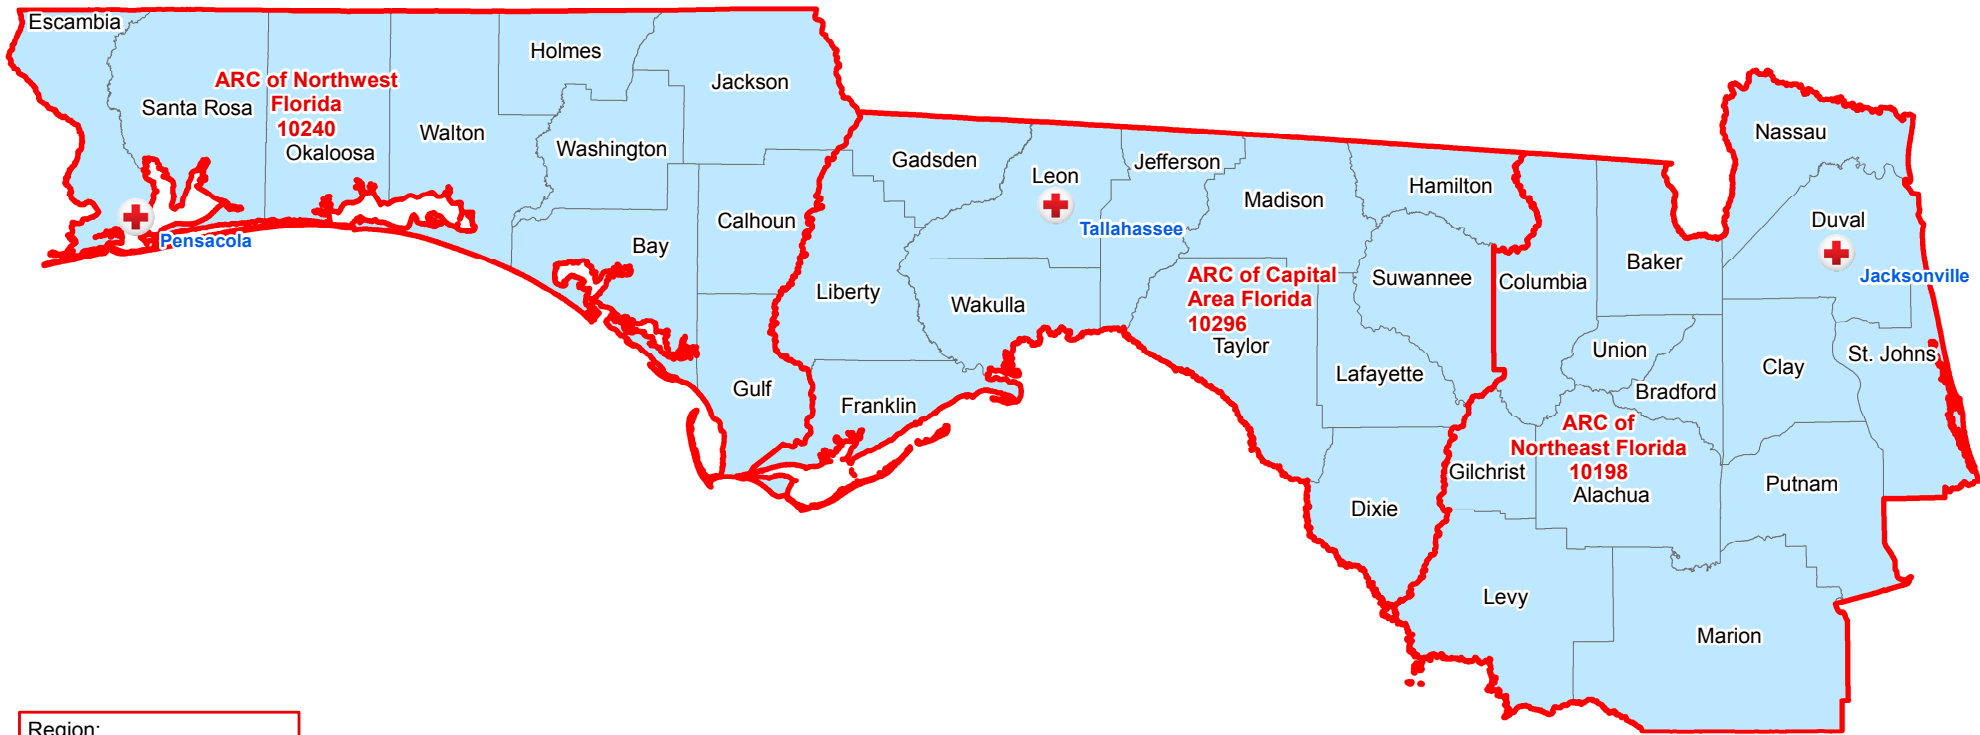 Escambia
Santa Rosa
ARC of Northwest
Florida
10240
Okaloosa
Walton
Holmes
Jackson
Washington
Calhoun
Bay
Gulf
Pensacola
Gadsden
Leon
Jefferson
Tallahassee
Madison
Hamilton
Liberty
Wakulla
ARC of Capital
Area Florida
10296
Taylor
Suwannee
Lafayette
Franklin
Dixie
Nassau
Duval
Jacksonville
Columbia
Baker
Union
Bradford
Clay
St. Johns
ARC of
Northeast Florida
10198
Alachua
Gilchrist
Putnam
Levy
Marion
Region: